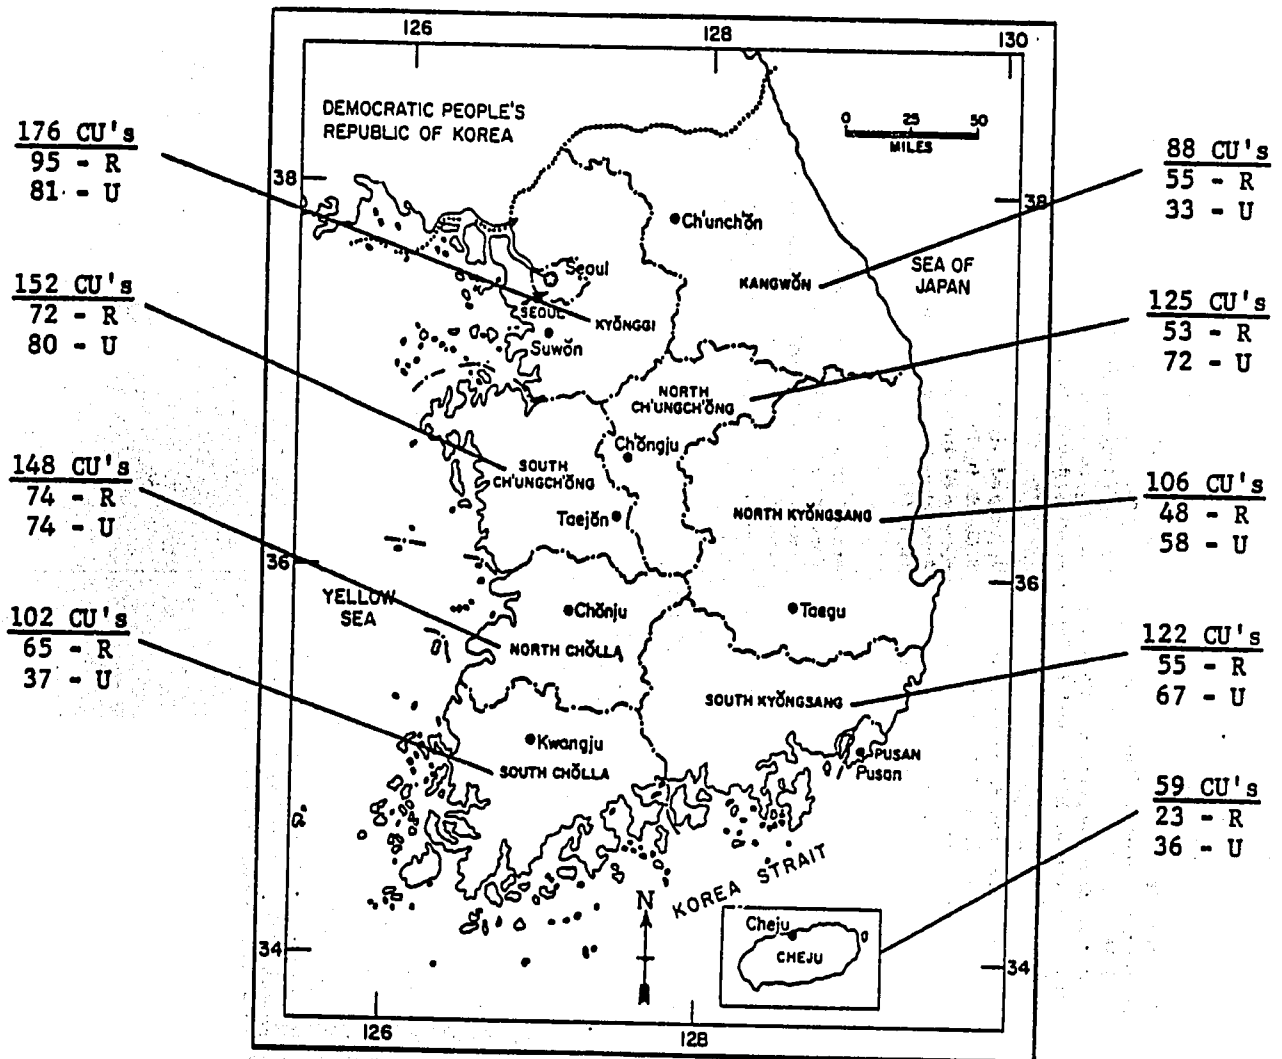 126
128
130
DEMOCRATIC PEOPLE'S
REPUBLIC OF KOREA
0 25 50
MILES
176 CU's
95 - R
81 - U
88 CU's
55 - R
33 - U
38
38
Ch'unch'ŏn
Seoul
SEOUL
KYŎNGGI
Suwŏn
KANGWŎN
SEA OF
JAPAN
152 CU's
72 - R
80 - U
125 CU's
53 - R
72 - U
NORTH
CH'UNGCH'ŎNG
Ch'ŏngju
SOUTH
CH'UNGCH'ŎNG
Taejŏn
148 CU's
74 - R
74 - U
106 CU's
48 - R
58 - U
NORTH KYŎNGSANG
36
36
YELLOW
SEA
Chŏnju
Taegu
NORTH CHŎLLA
102 CU's
65 - R
37 - U
122 CU's
55 - R
67 - U
SOUTH KYŎNGSANG
Kwangju
SOUTH CHŎLLA
PUSAN
Pusan
59 CU's
23 - R
36 - U
KOREA STRAIT
N
Cheju
CHEJU
34
34
126
128